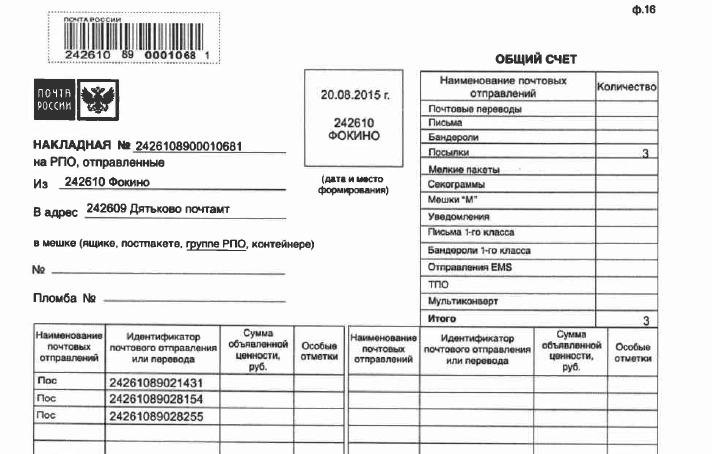 ф.16
ПОЧТА РОССИИ
242610 89 0001068 1
ОБЩИЙ СЧЕТ
ПОЧТА
РОССИИ
20.08.2015 г.
242610
ФОКИНО
(дата и место
формирования)
НАКЛАДНАЯ № 2426108900010681
на РПО, отправленные
Из 242610 Фокино
В адрес 242609 Дятьково почтамт
в мешке (ящике, постпакете, группе РПО, контейнере)
№
Пломба №
Наименование почтовых отправлений Количество
Почтовые переводы
Письма
Бандероли
Посылки 3
Мелкие пакеты
Секограммы
Мешки "М"
Уведомления
Письма 1-го класса
Бандероли 1-го класса
Отправления EMS
ТПО
Мультиконверт
Итого 3
Наименование почтовых отправлений Идентификатор почтового отправления или перевода Сумма объявленной ценности, руб. Особые отметки Наименование почтовых отправлений Идентификатор почтового отправления или перевода Сумма объявленной ценности, руб. Особые отметки
Пос 24261089021431
Пос 24261089028154
Пос 24261089028255